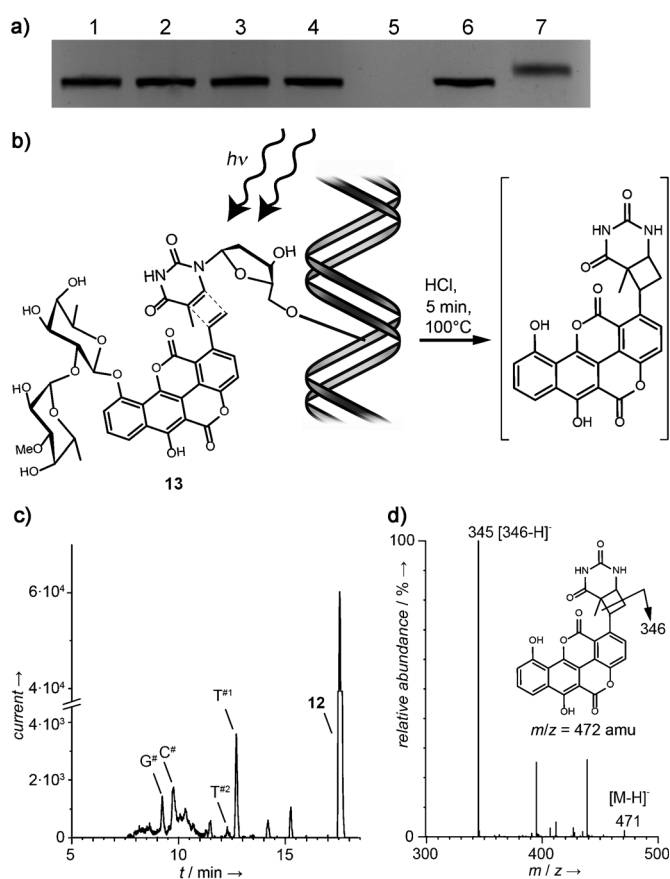 a)
1 2 3 4 5 6 7
b)
hν
O
HN N
O
O
OH
O
OH
HO
O
O
O
O
O
O
MeO
HO
OH
O
O
OH
O
13
HCl,
5 min,
100°C
O
HN NH
O
OH
O
O
O
OH
O
c)
d)
current →
6·10⁴
4·10⁴
4·10³
2·10³
0
G#
C#
T#1
T#2
12
5 10 15
t / min →
relative abundance / % →
100
0
345 [346-H]⁻
O
HN NH
O
346
OH
O
O
O
OH
O
m/z = 472 amu
[M-H]⁻
471
300 400 500
m / z →